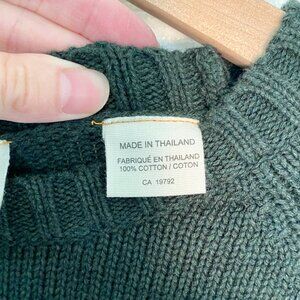 MADE IN THAILAND
FABRIQUÉ EN THAILAND
100% COTTON / COTON
CA 19792